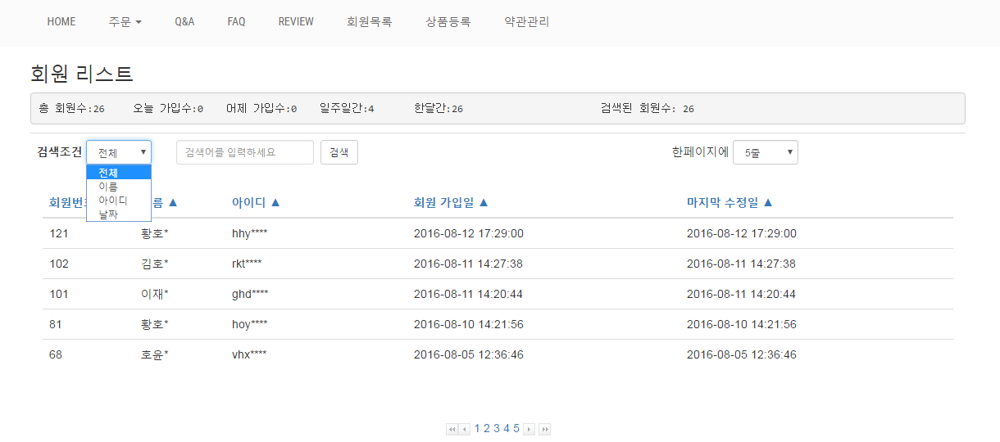 HOME 주문 Q&A FAQ REVIEW 회원목록 상품등록 약관관리
회원 리스트
총 회원수:26 오늘 가입수:0 어제 가입수:0 일주일간:4 한달간:26 검색된 회원수: 26
검색조건 전체 검색어를 입력하세요 검색 한페이지에 5줄
전체
이름
아이디
날짜
회원번 름 ▲ 아이디 ▲ 회원 가입일 ▲ 마지막 수정일 ▲
121 황호* hhy**** 2016-08-12 17:29:00 2016-08-12 17:29:00
102 김호* rkt**** 2016-08-11 14:27:38 2016-08-11 14:27:38
101 이재* ghd**** 2016-08-11 14:20:44 2016-08-11 14:20:44
81 황호* hoy**** 2016-08-10 14:21:56 2016-08-10 14:21:56
68 호윤* vhx**** 2016-08-05 12:36:46 2016-08-05 12:36:46
1 2 3 4 5